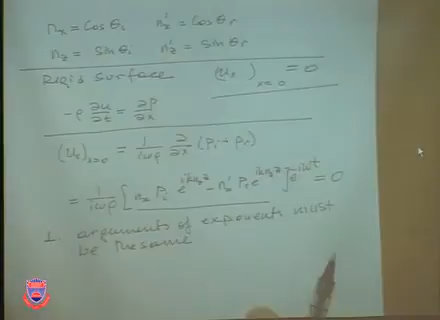 n_x = Cos θ_i   n'_x = Cos θ_r
n_z = Sin θ_i   n'_z = Sin θ_r
Rigid surface   (u_x)_{x=0} = 0
-ρ ∂u/∂t = ∂p/∂x
(u_x)_{x=0} = 1/iωρ ∂/∂x (p_i + p_r)
= 1/iωρ [n_x P_i e^{ikn_z z} - n'_x P_r e^{ikn'_z z}] e^{-iωt} = 0
1. arguments of exponents must
be the same